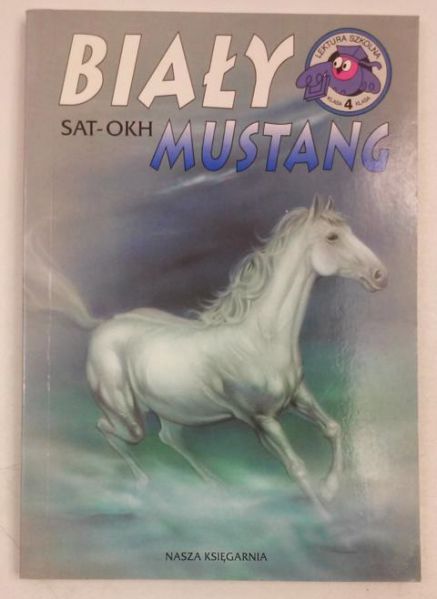 BIAŁY
LEKTURA SZKOLNA
KLASA 4 KLASA
SAT-OKH
MUSTANG
NASZA KSIĘGARNIA